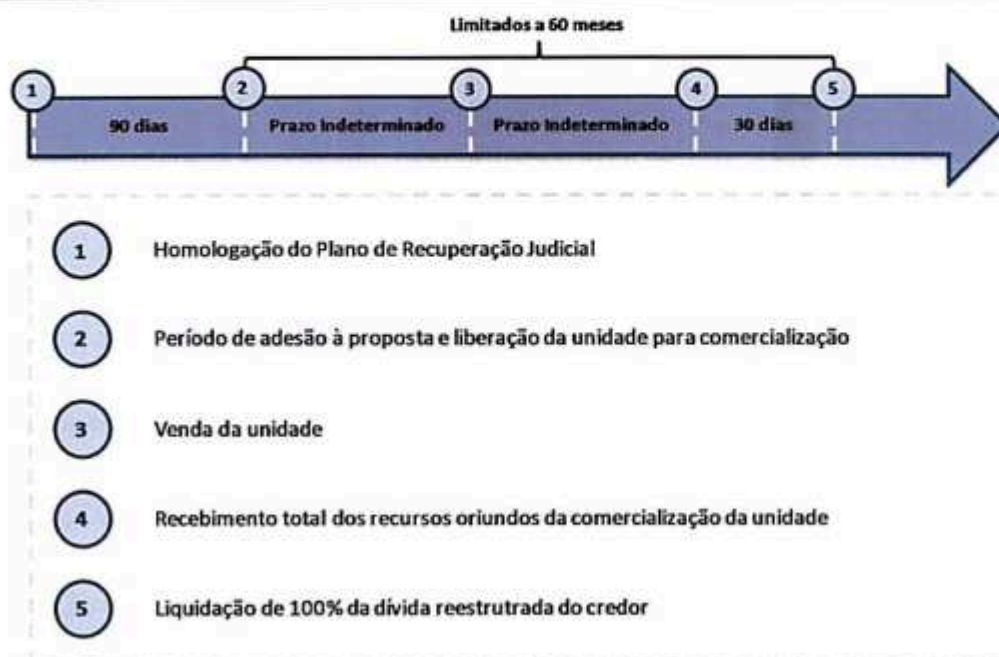 Limitados a 60 meses
1 2 3 4 5
90 dias Prazo Indeterminado Prazo Indeterminado 30 dias
1 Homologação do Plano de Recuperação Judicial
2 Período de adesão à proposta e liberação da unidade para comercialização
3 Venda da unidade
4 Recebimento total dos recursos oriundos da comercialização da unidade
5 Liquidação de 100% da dívida reestrutrada do credor